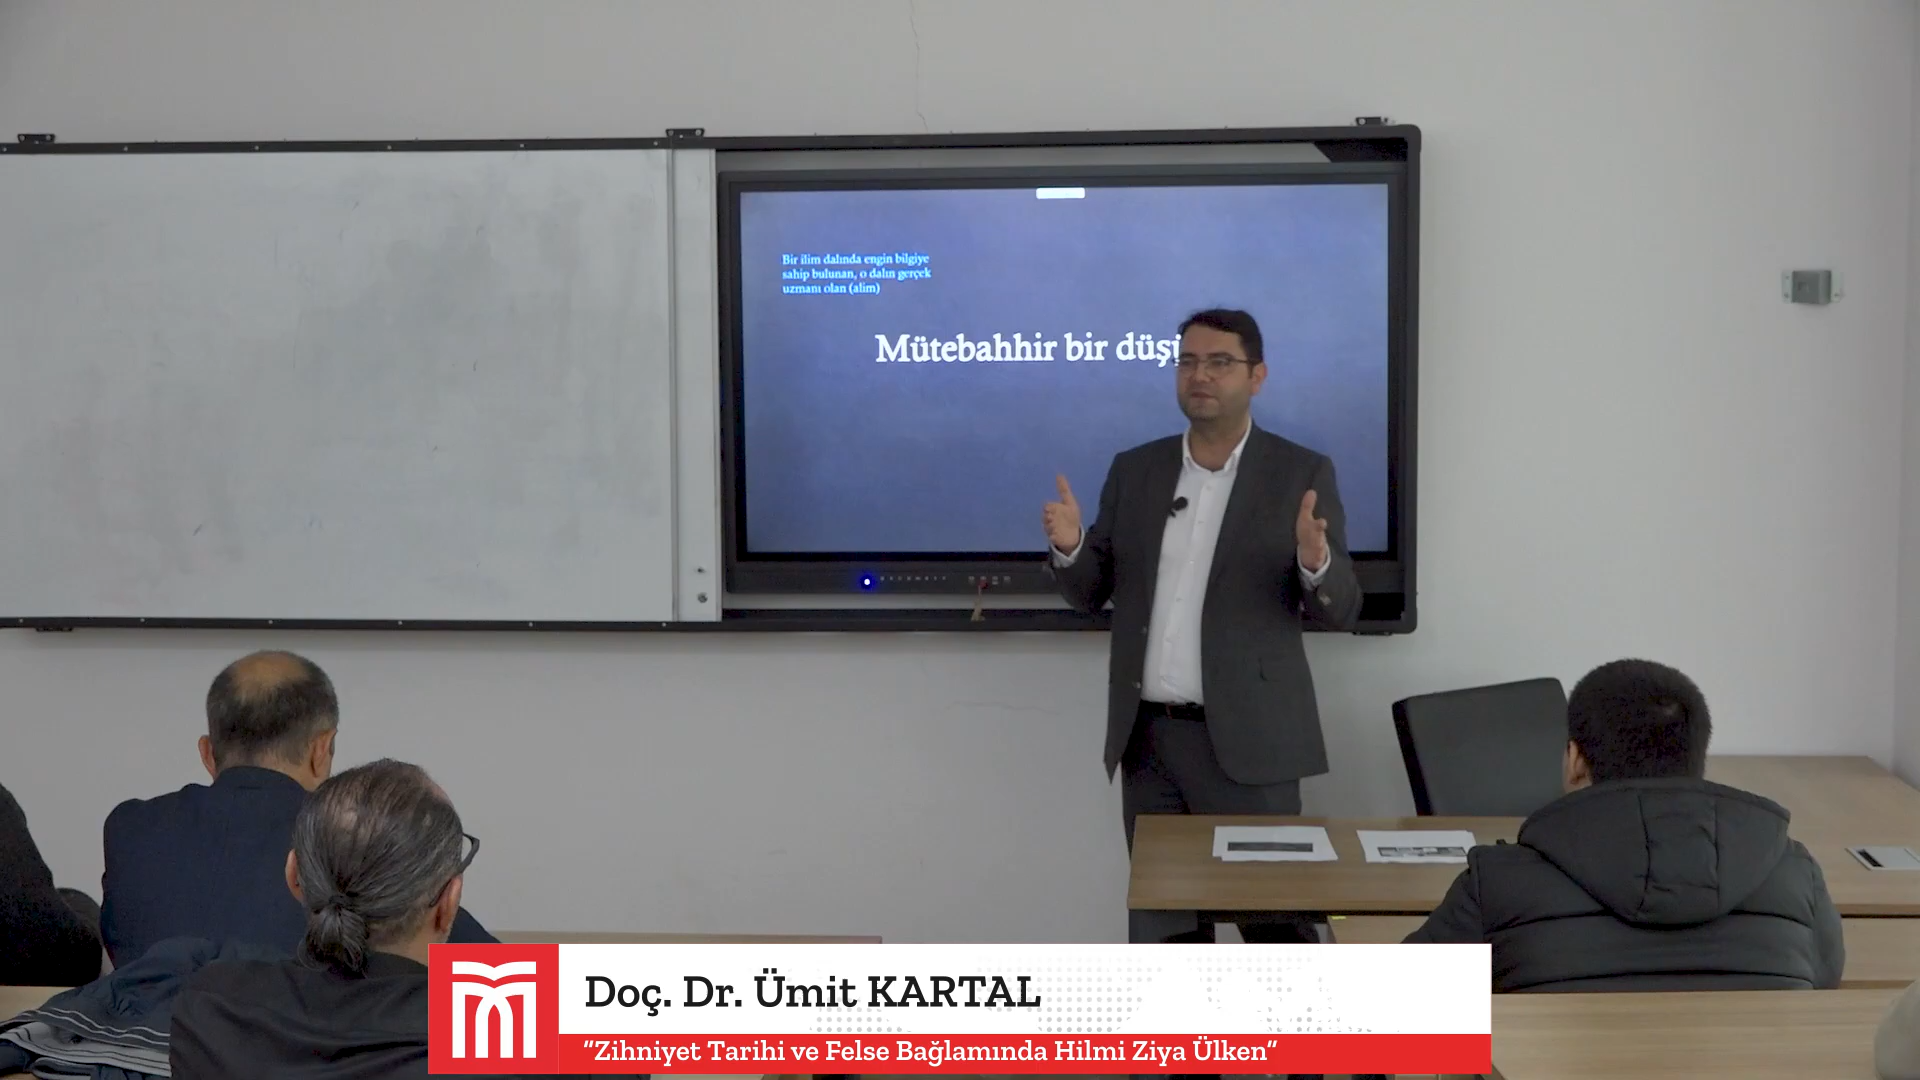 Bir ilim dalında engin bilgiye
sahip bulunan, o dalın gerçek
uzmanı olan (alim)
Mütebahhir bir
Doç. Dr. Ümit KARTAL
“Zihniyet Tarihi ve Felse Bağlamında Hilmi Ziya Ülken”